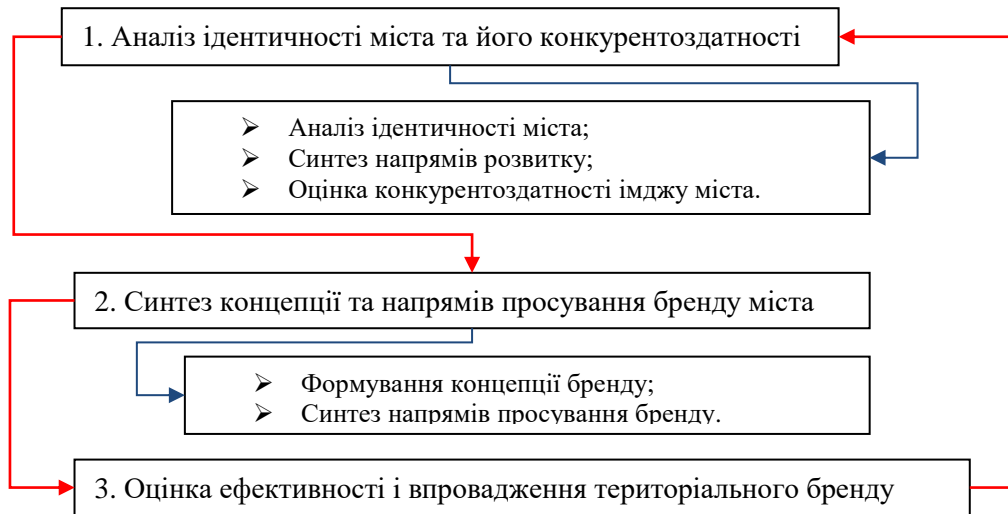 1. Аналіз ідентичності міста та його конкурентоздатності
➢ Аналіз ідентичності міста;
➢ Синтез напрямів розвитку;
➢ Оцінка конкурентоздатності імджу міста.
2. Синтез концепції та напрямів просування бренду міста
➢ Формування концепції бренду;
➢ Синтез напрямів просування бренду.
3. Оцінка ефективності і впровадження територіального бренду